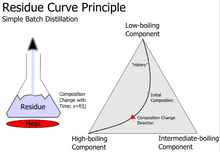 Residue Curve Principle
Simple Batch Distillation
Low-boiling
Component
"History"
Composition
Change with
Time; x=f(t)
Initial
Composition
Residue
Composition Change
Direction
Heat
High-boiling
Component
Intermediate-boiling
Component